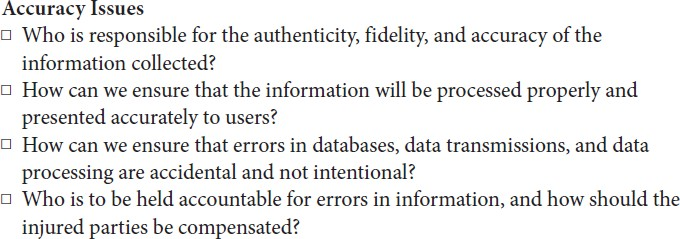 Accuracy Issues
□ Who is responsible for the authenticity, fidelity, and accuracy of the
information collected?
□ How can we ensure that the information will be processed properly and
presented accurately to users?
□ How can we ensure that errors in databases, data transmissions, and data
processing are accidental and not intentional?
□ Who is to be held accountable for errors in information, and how should the
injured parties be compensated?